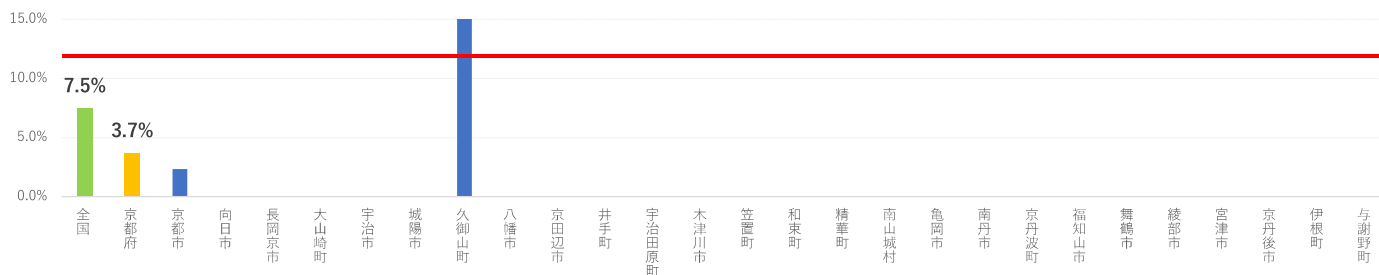 15.0%
10.0%
5.0%
0.0%
7.5%
3.7%
全国
京都府
京都市
向日市
長岡京市
大山崎町
宇治市
城陽市
久御山町
八幡市
京田辺市
井手町
宇治田原町
木津川市
笠置町
和束町
精華町
南山城村
亀岡市
南丹市
京丹波町
福知山市
舞鶴市
綾部市
宮津市
京丹後市
伊根町
与謝野町